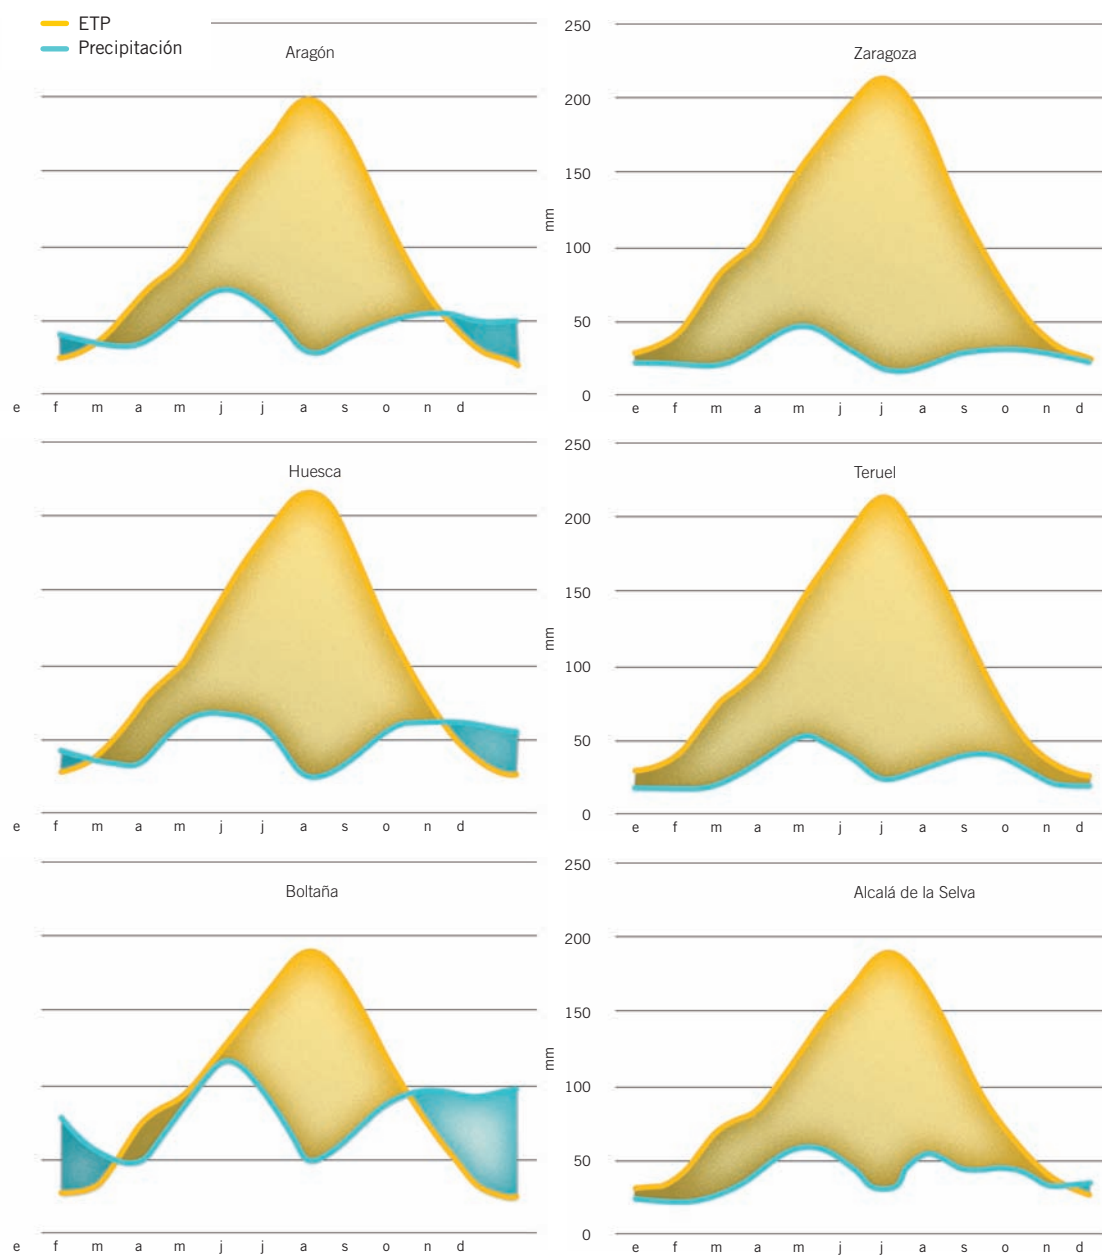 ETP
Precipitación
Aragón
e f m a m j j a s o n d
250
Zaragoza
200
150
mm
100
50
0
e f m a m j j a s o n d
Huesca
e f m a m j j a s o n d
250
Teruel
200
150
mm
100
50
0
e f m a m j j a s o n d
Boltaña
e f m a m j j a s o n d
250
Alcalá de la Selva
200
150
mm
100
50
0
e f m a m j j a s o n d